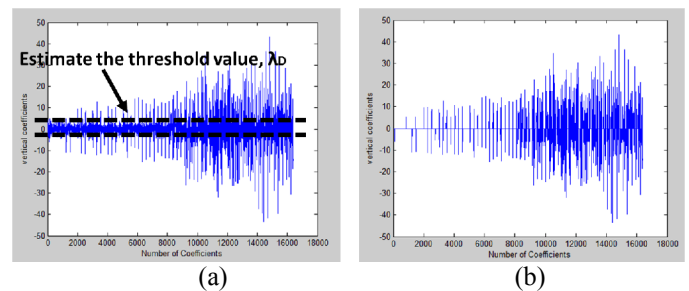 Estimate the threshold value, λD
50
40
30
20
10
0
-10
-20
-30
-40
-50
vertical coefficients
0 2000 4000 6000 8000 10000 12000 14000 16000 18000
Number of Coefficients
(a)
50
40
30
20
10
0
-10
-20
-30
-40
-50
vertical coefficients
0 2000 4000 6000 8000 10000 12000 14000 16000 18000
Number of Coefficients
(b)